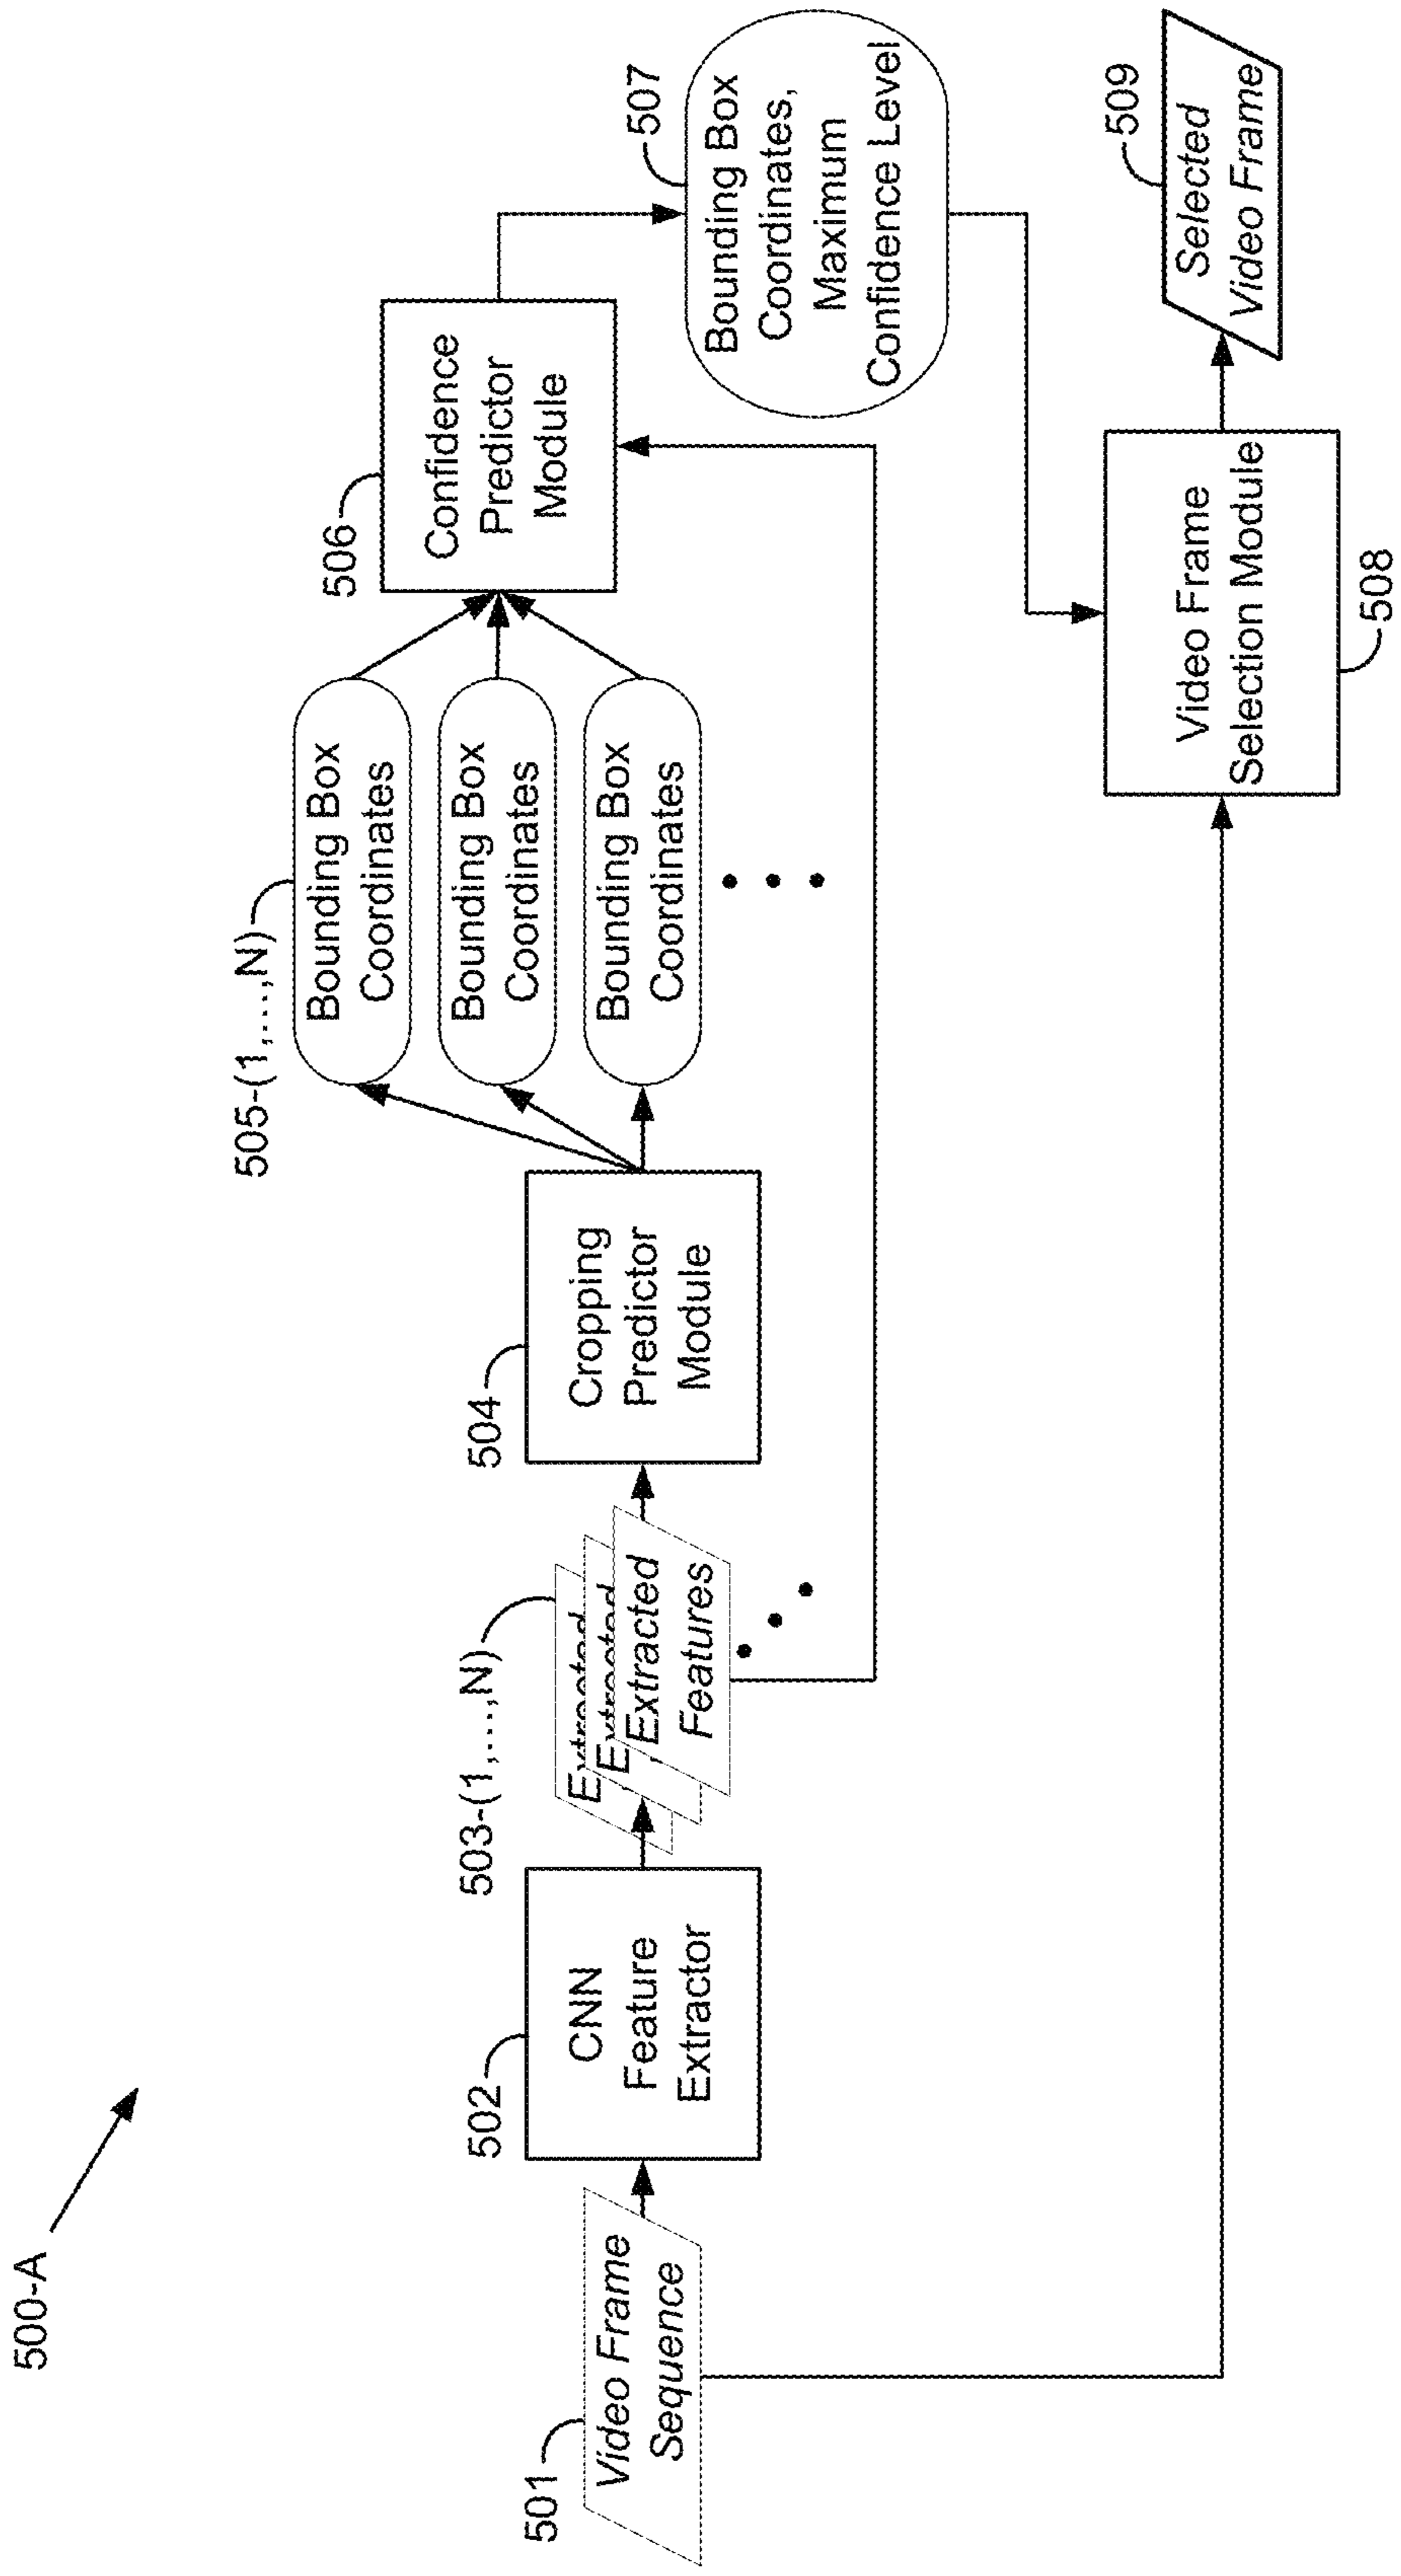 500-A
501
Video Frame
Sequence
502
CNN
Feature
Extractor
503-(1,...,N)
Extracted
Extracted
Extracted
Features
504
Cropping
Predictor
Module
505-(1,...,N)
Bounding Box
Coordinates
Bounding Box
Coordinates
Bounding Box
Coordinates
506
Confidence
Predictor
Module
507
Bounding Box
Coordinates,
Maximum
Confidence Level
Video Frame
Selection Module
508
509
Selected
Video Frame